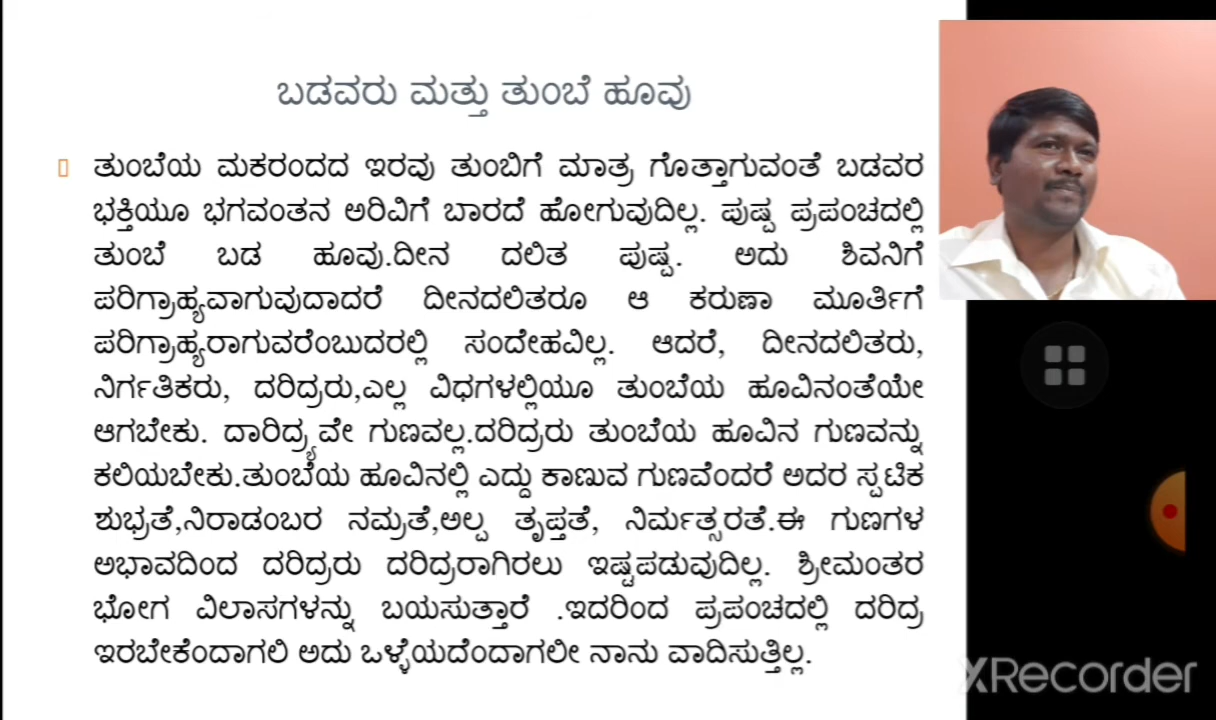 ಬಡವರು ಮತ್ತು ತುಂಬೆ ಹೂವು
ತುಂಬೆಯ ಮಕರಂದದ ಇರವು ತುಂಬಿಗೆ ಮಾತ್ರ ಗೊತ್ತಾಗುವಂತೆ ಬಡವರ
ಭಕ್ತಿಯೂ ಭಗವಂತನ ಅರಿವಿಗೆ ಬಾರದೆ ಹೋಗುವುದಿಲ್ಲ. ಪುಷ್ಪ ಪ್ರಪಂಚದಲ್ಲಿ
ತುಂಬೆ ಬಡ ಹೂವು.ದೀನ ದಲಿತ ಪುಷ್ಪ. ಅದು ಶಿವನಿಗೆ
ಪರಿಗ್ರಾಹ್ಯವಾಗುವುದಾದರೆ ದೀನದಲಿತರೂ ಆ ಕರುಣಾ ಮೂರ್ತಿಗೆ
ಪರಿಗ್ರಾಹ್ಯರಾಗುವರೆಂಬುದರಲ್ಲಿ ಸಂದೇಹವಿಲ್ಲ. ಆದರೆ, ದೀನದಲಿತರು,
ನಿರ್ಗತಿಕರು, ದರಿದ್ರರು,ಎಲ್ಲ ವಿಧಗಳಲ್ಲಿಯೂ ತುಂಬೆಯ ಹೂವಿನಂತೆಯೇ
ಆಗಬೇಕು. ದಾರಿದ್ರ್ಯವೇ ಗುಣವಲ್ಲ.ದರಿದ್ರರು ತುಂಬೆಯ ಹೂವಿನ ಗುಣವನ್ನು
ಕಲಿಯಬೇಕು.ತುಂಬೆಯ ಹೂವಿನಲ್ಲಿ ಎದ್ದು ಕಾಣುವ ಗುಣವೆಂದರೆ ಅದರ ಸ್ಪಟಿಕ
ಶುಭ್ರತೆ,ನಿರಾಡಂಬರ ನಮ್ರತೆ,ಅಲ್ಪ ತೃಪ್ತತೆ, ನಿರ್ಮತ್ಸರತೆ.ಈ ಗುಣಗಳ
ಅಭಾವದಿಂದ ದರಿದ್ರರು ದರಿದ್ರರಾಗಿರಲು ಇಷ್ಟಪಡುವುದಿಲ್ಲ. ಶ್ರೀಮಂತರ
ಭೋಗ ವಿಲಾಸಗಳನ್ನು ಬಯಸುತ್ತಾರೆ .ಇದರಿಂದ ಪ್ರಪಂಚದಲ್ಲಿ ದರಿದ್ರ
ಇರಬೇಕೆಂದಾಗಲಿ ಅದು ಒಳ್ಳೆಯದೆಂದಾಗಲೀ ನಾನು ವಾದಿಸುತ್ತಿಲ್ಲ.
XRecorder